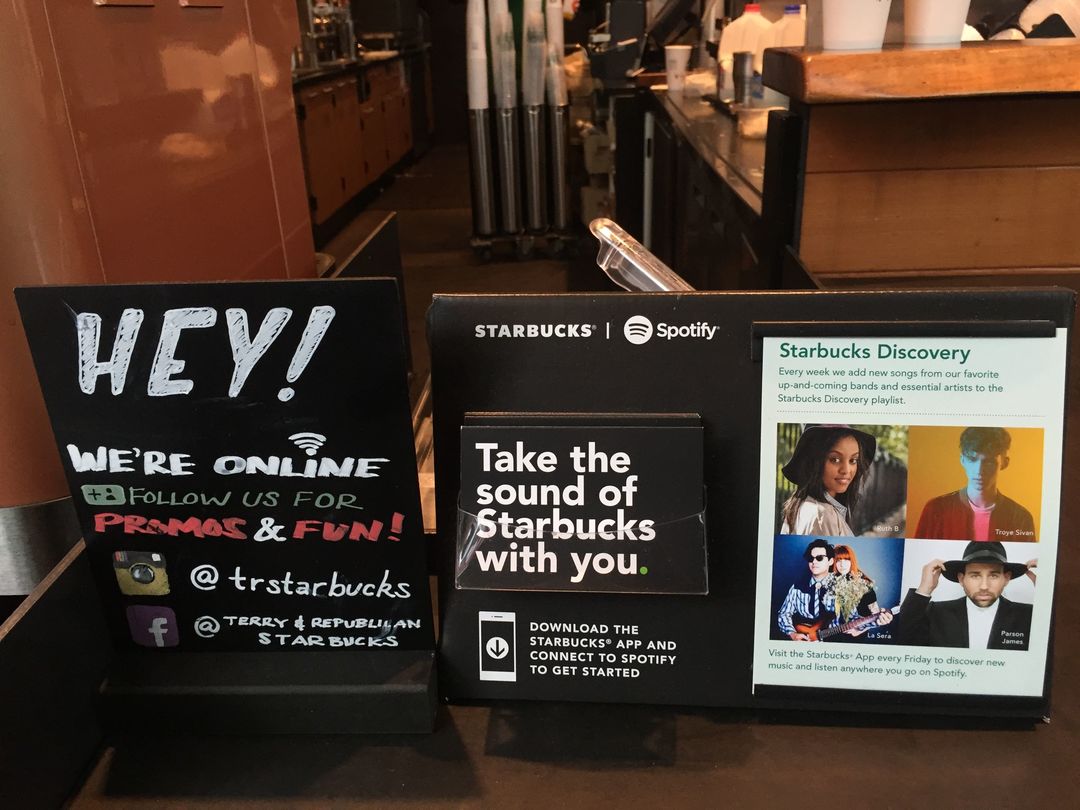 HEY!
WE'RE ONLINE
FOLLOW US FOR
PROMOS & FUN!
@trstarbucks
f
@TERRY & REPUBLICAN
STARBUCKS
STARBUCKS® | Spotify®
Take the
sound of
Starbucks
with you.
DOWNLOAD THE
STARBUCKS® APP AND
CONNECT TO SPOTIFY
TO GET STARTED
Starbucks Discovery
Every week we add new songs from our favorite
up-and-coming bands and essential artists to the
Starbucks Discovery playlist.
Ruth B
Troye Sivan
La Sera
Parson
James
Visit the Starbucks® App every Friday to discover new
music and listen anywhere you go on Spotify.